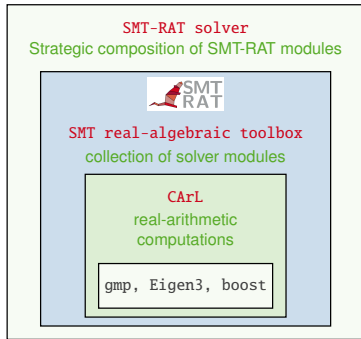 SMT-RAT solver
Strategic composition of SMT-RAT modules
SMT
RAT
SMT real-algebraic toolbox
collection of solver modules
CArL
real-arithmetic
computations
gmp, Eigen3, boost